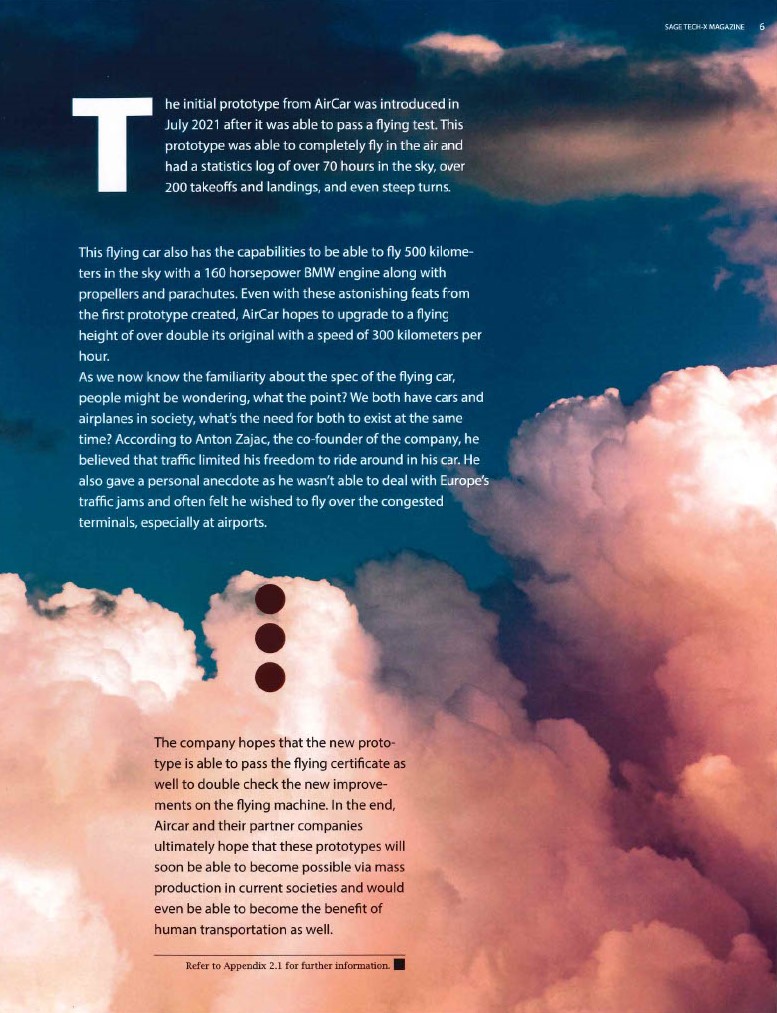 SAGE TECH-X MAGAZINE 6
The initial prototype from AirCar was introduced in
July 2021 after it was able to pass a flying test. This
prototype was able to completely fly in the air and
had a statistics log of over 70 hours in the sky, over
200 takeoffs and landings, and even steep turns.
This flying car also has the capabilities to be able to fly 500 kilome-
ters in the sky with a 160 horsepower BMW engine along with
propellers and parachutes. Even with these astonishing feats from
the first prototype created, AirCar hopes to upgrade to a flying
height of over double its original with a speed of 300 kilometers per
hour.
As we now know the familiarity about the spec of the flying car,
people might be wondering, what the point? We both have cars and
airplanes in society, what's the need for both to exist at the same
time? According to Anton Zajac, the co-founder of the company, he
believed that traffic limited his freedom to ride around in his car. He
also gave a personal anecdote as he wasn't able to deal with Europe's
traffic jams and often felt he wished to fly over the congested
terminals, especially at airports.
The company hopes that the new proto-
type is able to pass the flying certificate as
well to double check the new improve-
ments on the flying machine. In the end,
Aircar and their partner companies
ultimately hope that these prototypes will
soon be able to become possible via mass
production in current societies and would
even be able to become the benefit of
human transportation as well.
Refer to Appendix 2.1 for further information.